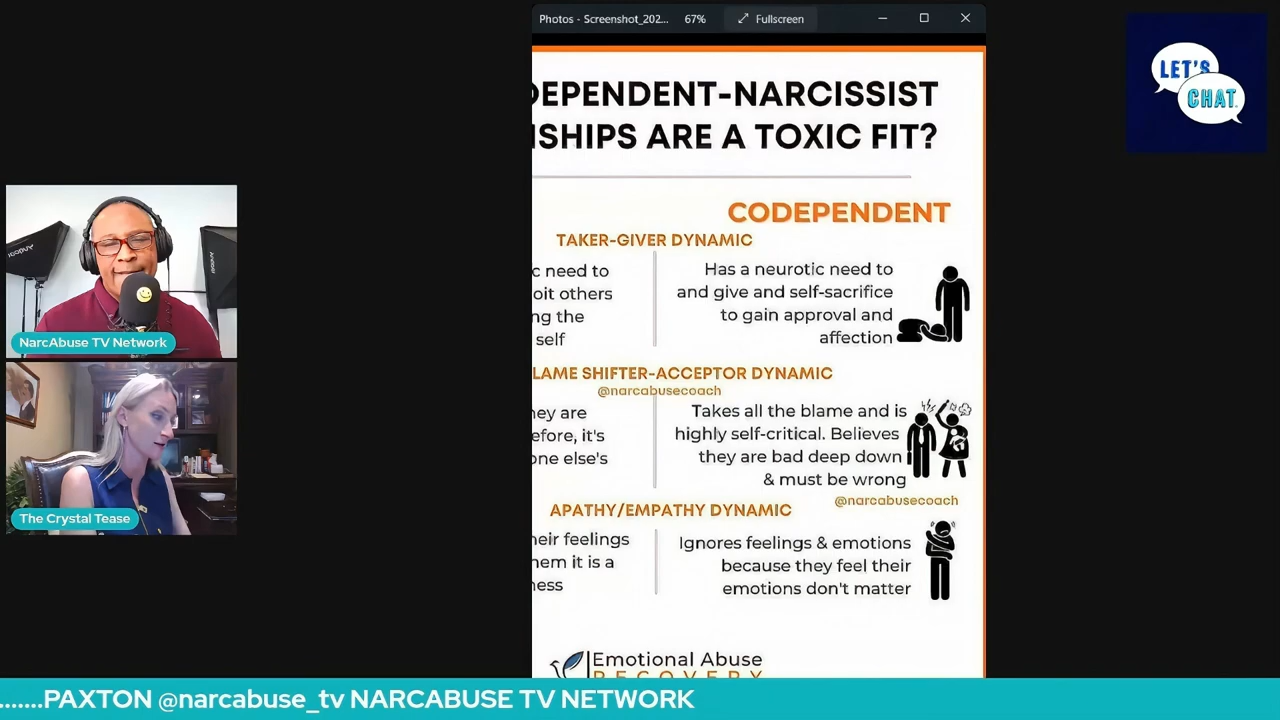 Photos - Screenshot_202... 67% Fullscreen
LET'S
CHAT
DEPENDENT-NARCISSIST
NSHIPS ARE A TOXIC FIT?
CODEPENDENT
TAKER-GIVER DYNAMIC
c need to
oit others
ng the
self
Has a neurotic need to
and give and self-sacrifice
to gain approval and
affection
LAME SHIFTER-ACCEPTOR DYNAMIC
@narcabusecoach
hey are
efore, it's
one else's
Takes all the blame and is
highly self-critical. Believes
they are bad deep down
& must be wrong
@narcabusecoach
APATHY/EMPATHY DYNAMIC
heir feelings
hem it is a
ness
Ignores feelings & emotions
because they feel their
emotions don't matter
Emotional Abuse
RECOVERY
NarcAbuse TV Network
The Crystal Tease
.......PAXTON @narcabuse_tv NARCABUSE TV NETWORK